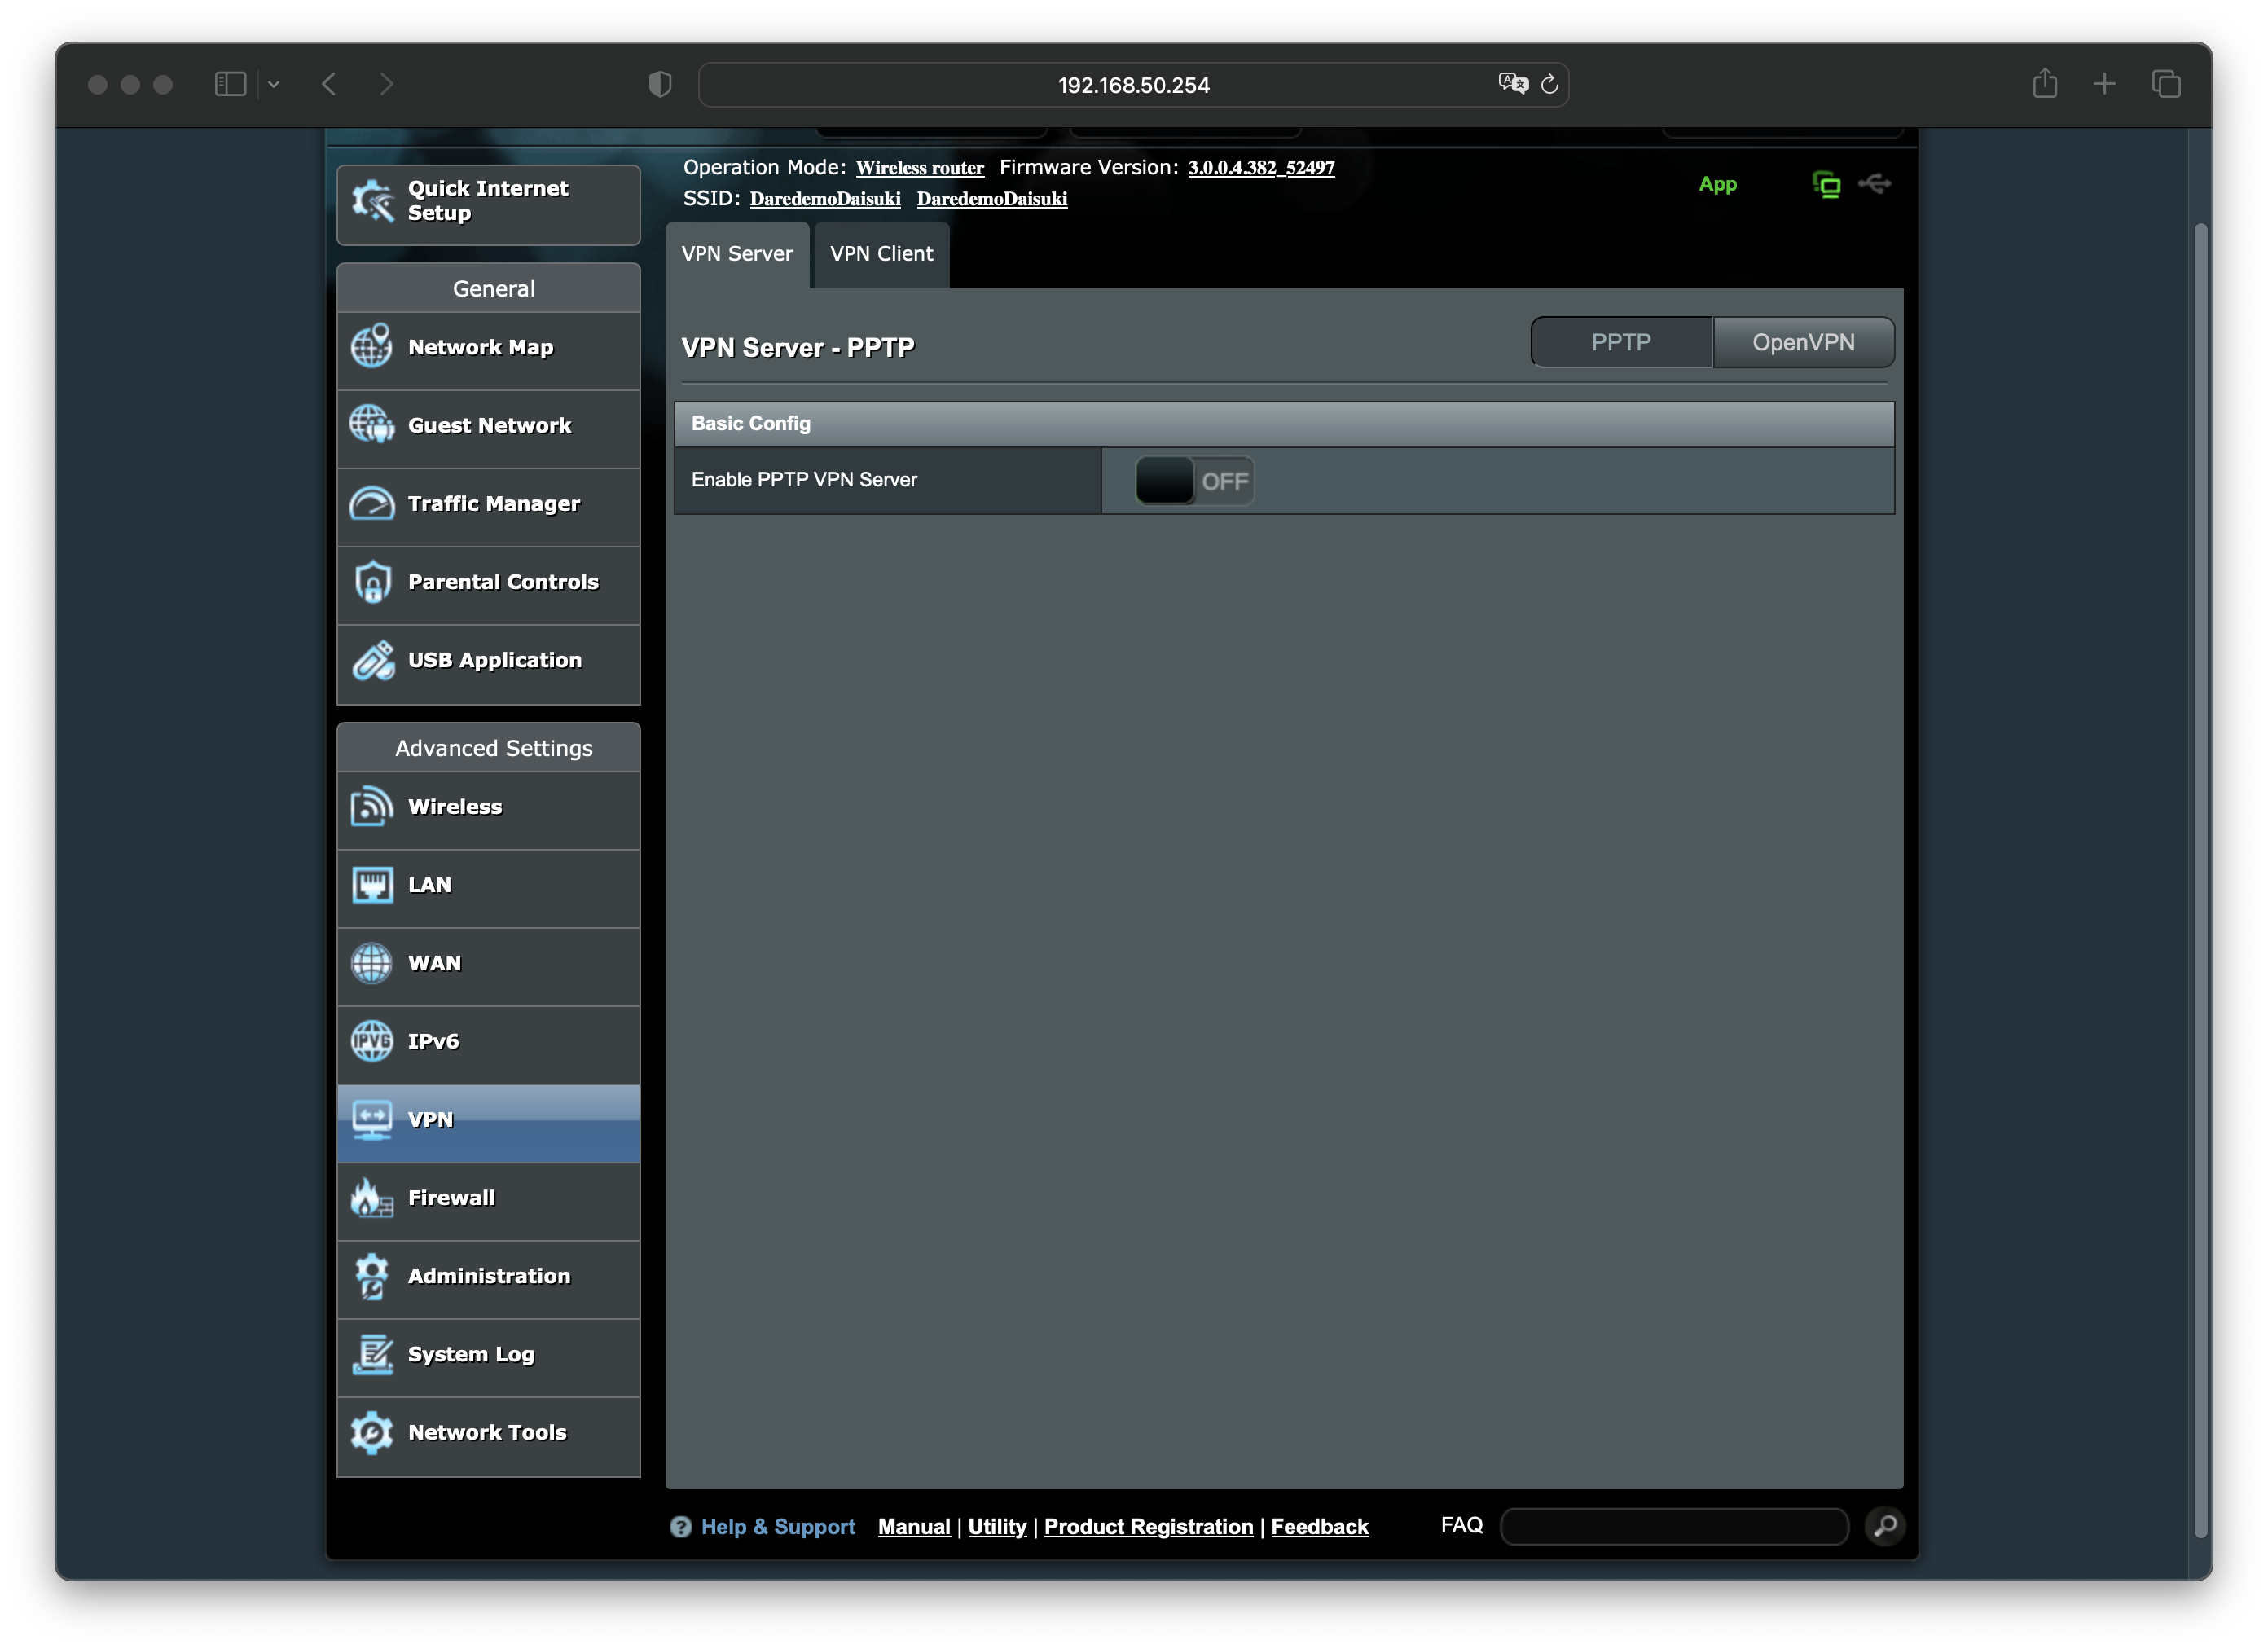 192.168.50.254
Operation Mode: Wireless router Firmware Version: 3.0.0.4.382_52497
SSID: DaredemoDaisuki DaredemoDaisuki
App
Quick Internet
Setup
General
Network Map
Guest Network
Traffic Manager
Parental Controls
USB Application
Advanced Settings
Wireless
LAN
WAN
IPV6 IPv6
VPN
Firewall
Administration
System Log
Network Tools
VPN Server VPN Client
VPN Server - PPTP
PPTP OpenVPN
Basic Config
Enable PPTP VPN Server OFF
? Help & Support Manual | Utility | Product Registration | Feedback FAQ